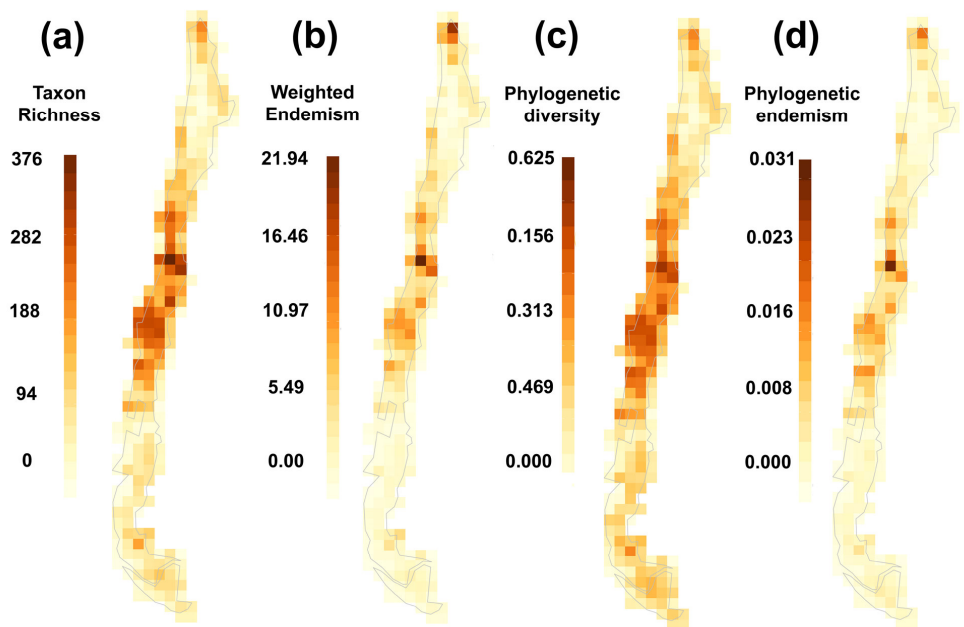 (a)
Taxon
Richness
376
282
188
94
0
(b)
Weighted
Endemism
21.94
16.46
10.97
5.49
0.00
(c)
Phylogenetic
diversity
0.625
0.156
0.313
0.469
0.000
(d)
Phylogenetic
endemism
0.031
0.023
0.016
0.008
0.000